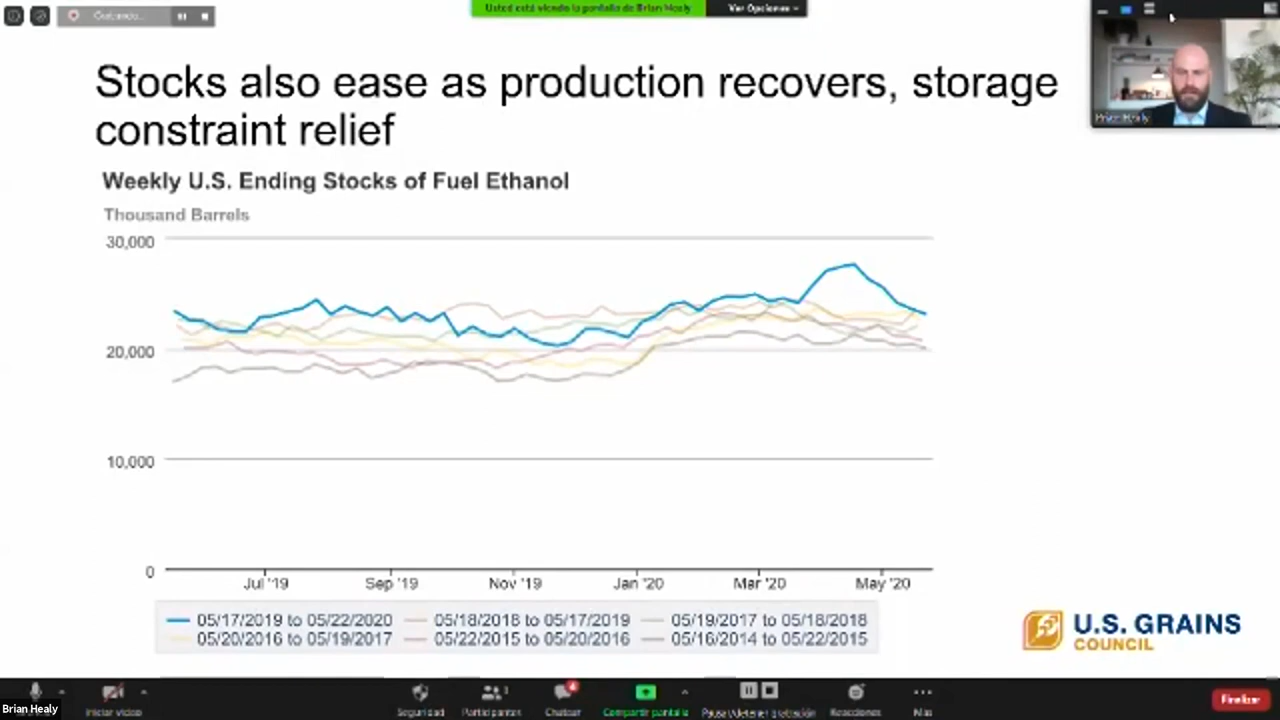 Usted está viendo la pantalla de Brian Healy
Ver Opciones
Stocks also ease as production recovers, storage
constraint relief
Brian Healy
Weekly U.S. Ending Stocks of Fuel Ethanol
Thousand Barrels
30,000
20,000
10,000
0
Jul '19 Sep '19 Nov '19 Jan '20 Mar '20 May '20
05/17/2019 to 05/22/2020 05/18/2018 to 05/17/2019 05/19/2017 to 05/18/2018
05/20/2016 to 05/19/2017 05/22/2015 to 05/20/2016 05/16/2014 to 05/22/2015
U.S. GRAINS
COUNCIL
Brian Healy
Iniciar video
Seguridad
Participantes
Chatear
Compartir pantalla
Pausa/detener grabación
Reacciones
Más
Finalizar